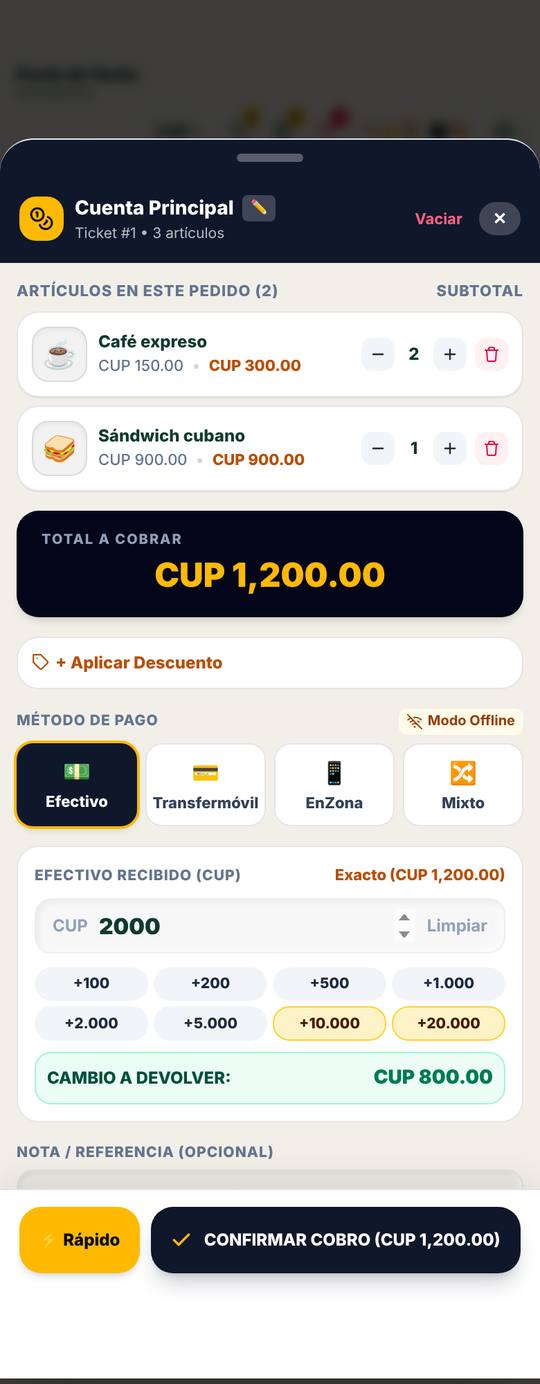 Cuenta Principal
Ticket #1 • 3 artículos
Vaciar
ARTÍCULOS EN ESTE PEDIDO (2)
SUBTOTAL
Café expreso
CUP 150.00 • CUP 300.00
2
Sándwich cubano
CUP 900.00 • CUP 900.00
1
TOTAL A COBRAR
CUP 1,200.00
+ Aplicar Descuento
MÉTODO DE PAGO
Modo Offline
Efectivo
Transfermóvil
EnZona
Mixto
EFECTIVO RECIBIDO (CUP)
Exacto (CUP 1,200.00)
CUP 2000
Limpiar
+100
+200
+500
+1.000
+2.000
+5.000
+10.000
+20.000
CAMBIO A DEVOLVER:
CUP 800.00
NOTA / REFERENCIA (OPCIONAL)
Rápido
CONFIRMAR COBRO (CUP 1,200.00)